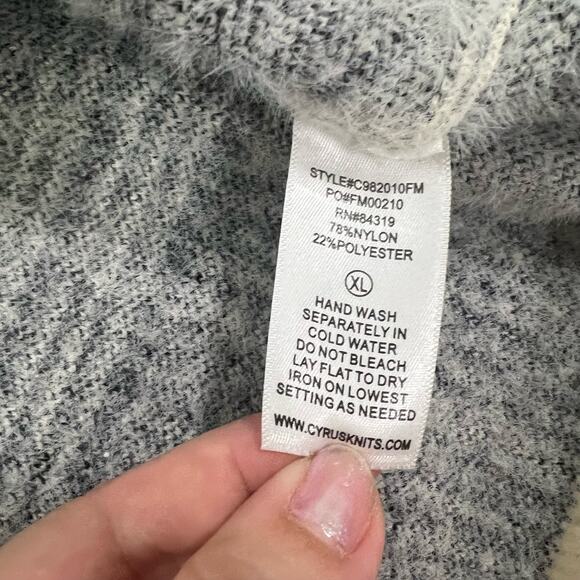 STYLE#C982010FM
PO#FM00210
RN#84319
78%NYLON
22%POLYESTER
XL
HAND WASH
SEPARATELY IN
COLD WATER
DO NOT BLEACH
LAY FLAT TO DRY
IRON ON LOWEST
SETTING AS NEEDED
WWW.CYRUSKNITS.COM